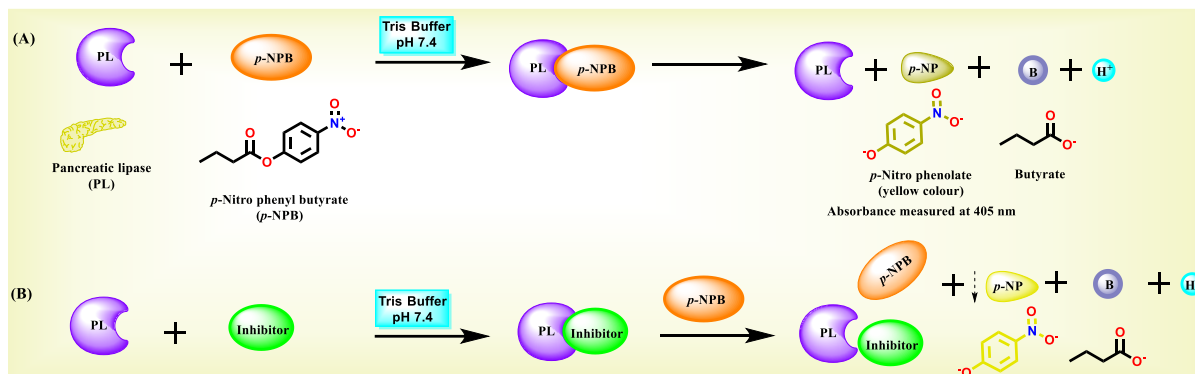 (A)
PL
+
p-NPB
Tris Buffer
pH 7.4
PL
p-NPB
PL
+
p-NP
+
B
+
H+
Pancreatic lipase
(PL)
O
O
N+
O-
p-Nitro phenyl butyrate
(p-NPB)
O
N
O-
-O
p-Nitro phenolate
(yellow colour)
O
O-
Butyrate
Absorbance measured at 405 nm
(B)
PL
+
Inhibitor
Tris Buffer
pH 7.4
PL
Inhibitor
p-NPB
p-NPB
PL
Inhibitor
+
p-NP
+
B
+
H
O
N
O-
-O
O
O-